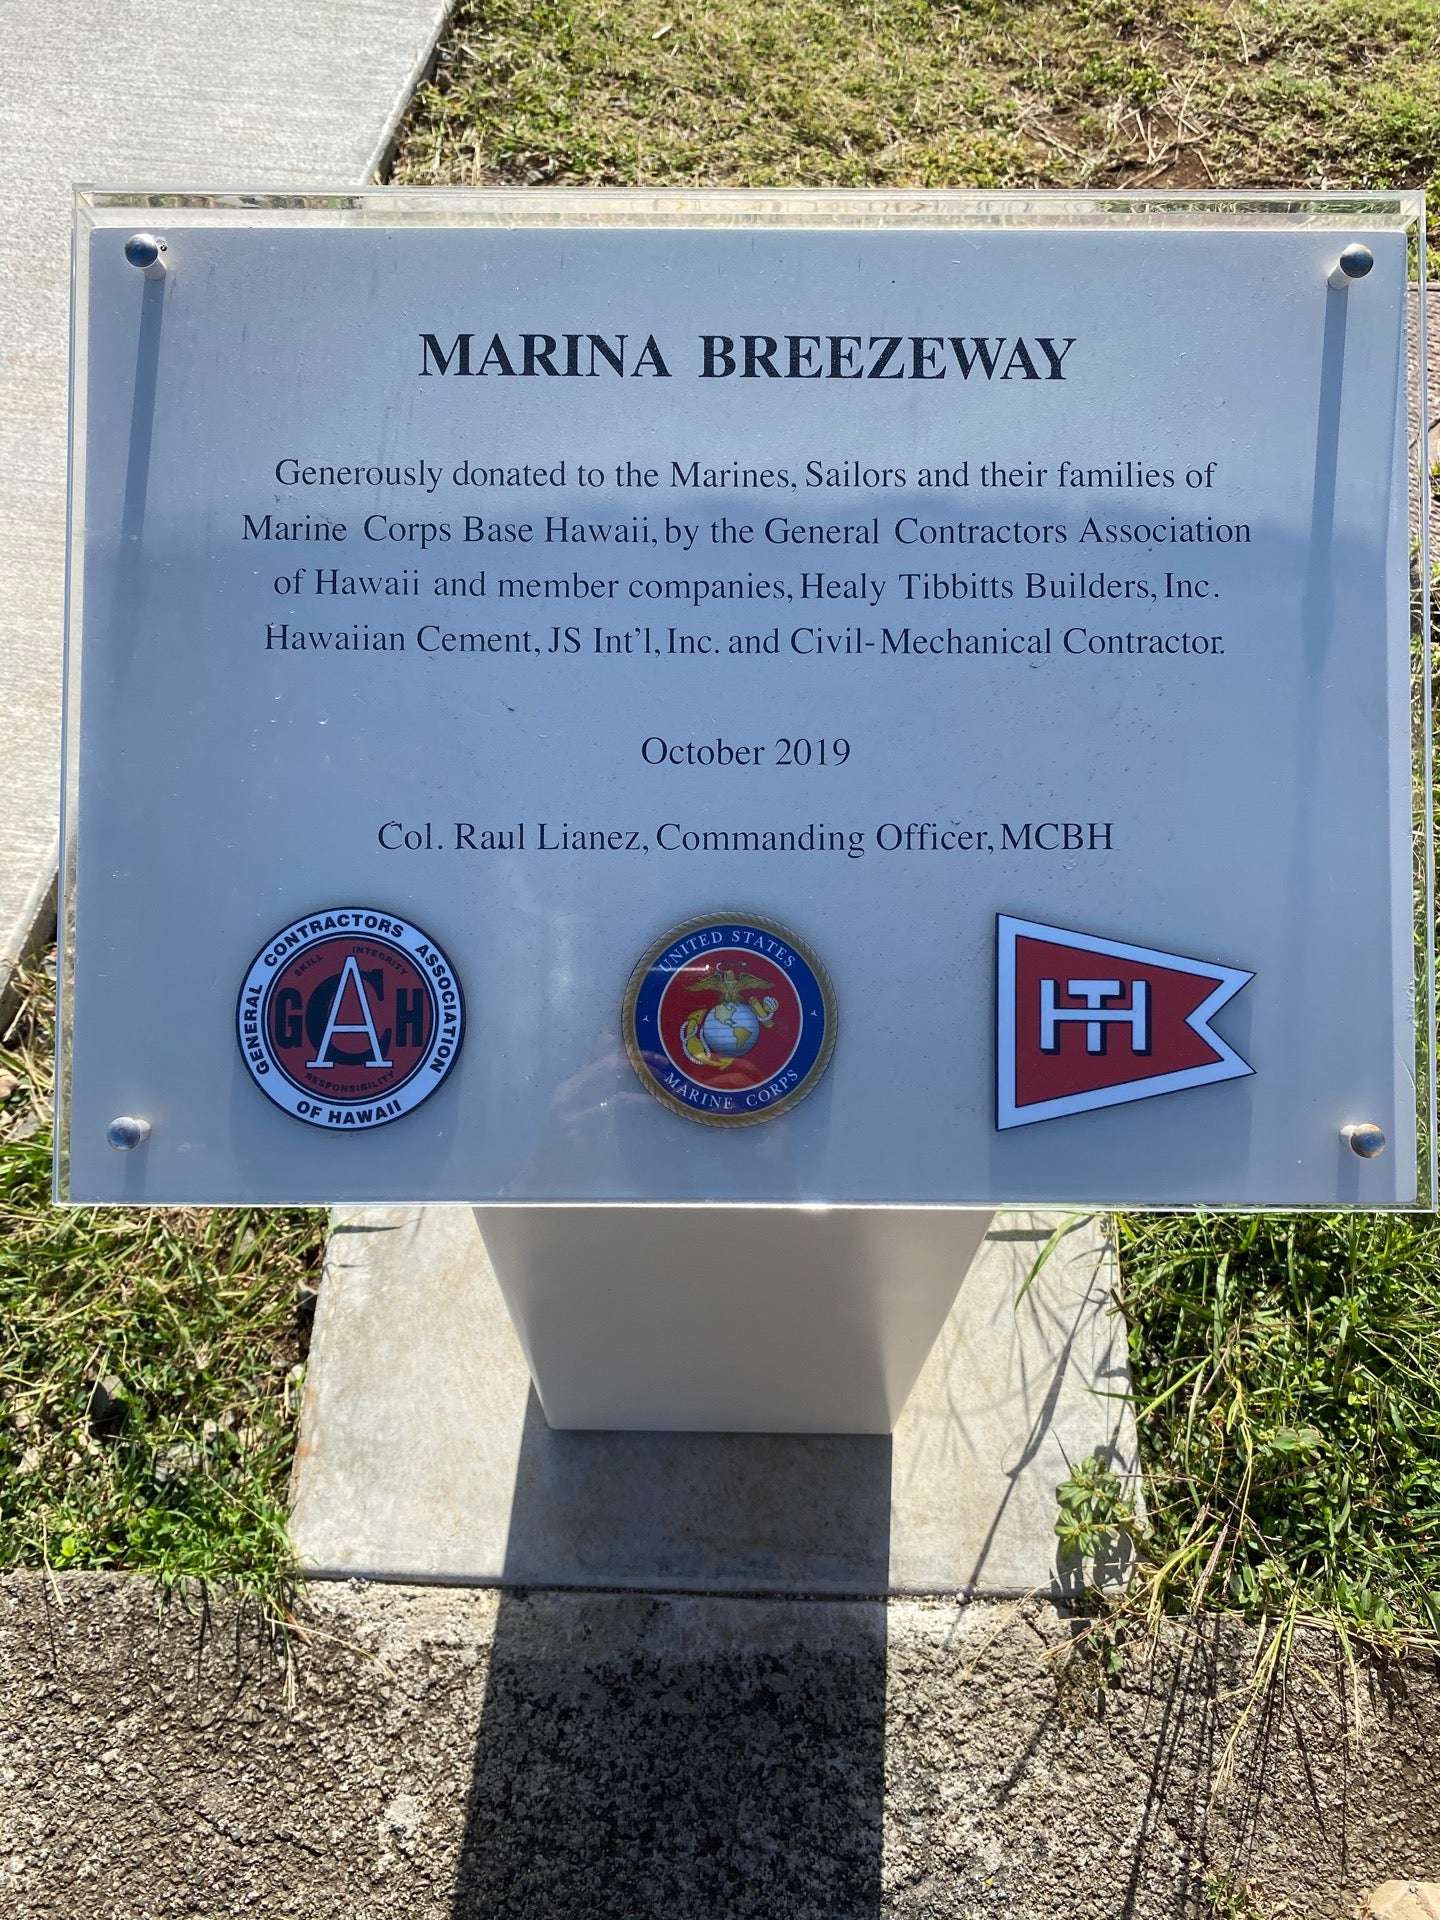 MARINA BREEZEWAY
Generously donated to the Marines, Sailors and their families of
Marine Corps Base Hawaii, by the General Contractors Association
of Hawaii and member companies, Healy Tibbitts Builders, Inc.
Hawaiian Cement, JS Int'l, Inc. and Civil-Mechanical Contractor.
October 2019
Col. Raul Lianez, Commanding Officer, MCBH
GENERAL CONTRACTORS ASSOCIATION
OF HAWAII
SKILL INTEGRITY
GCAH
RESPONSIBILITY
UNITED STATES
MARINE CORPS
HT